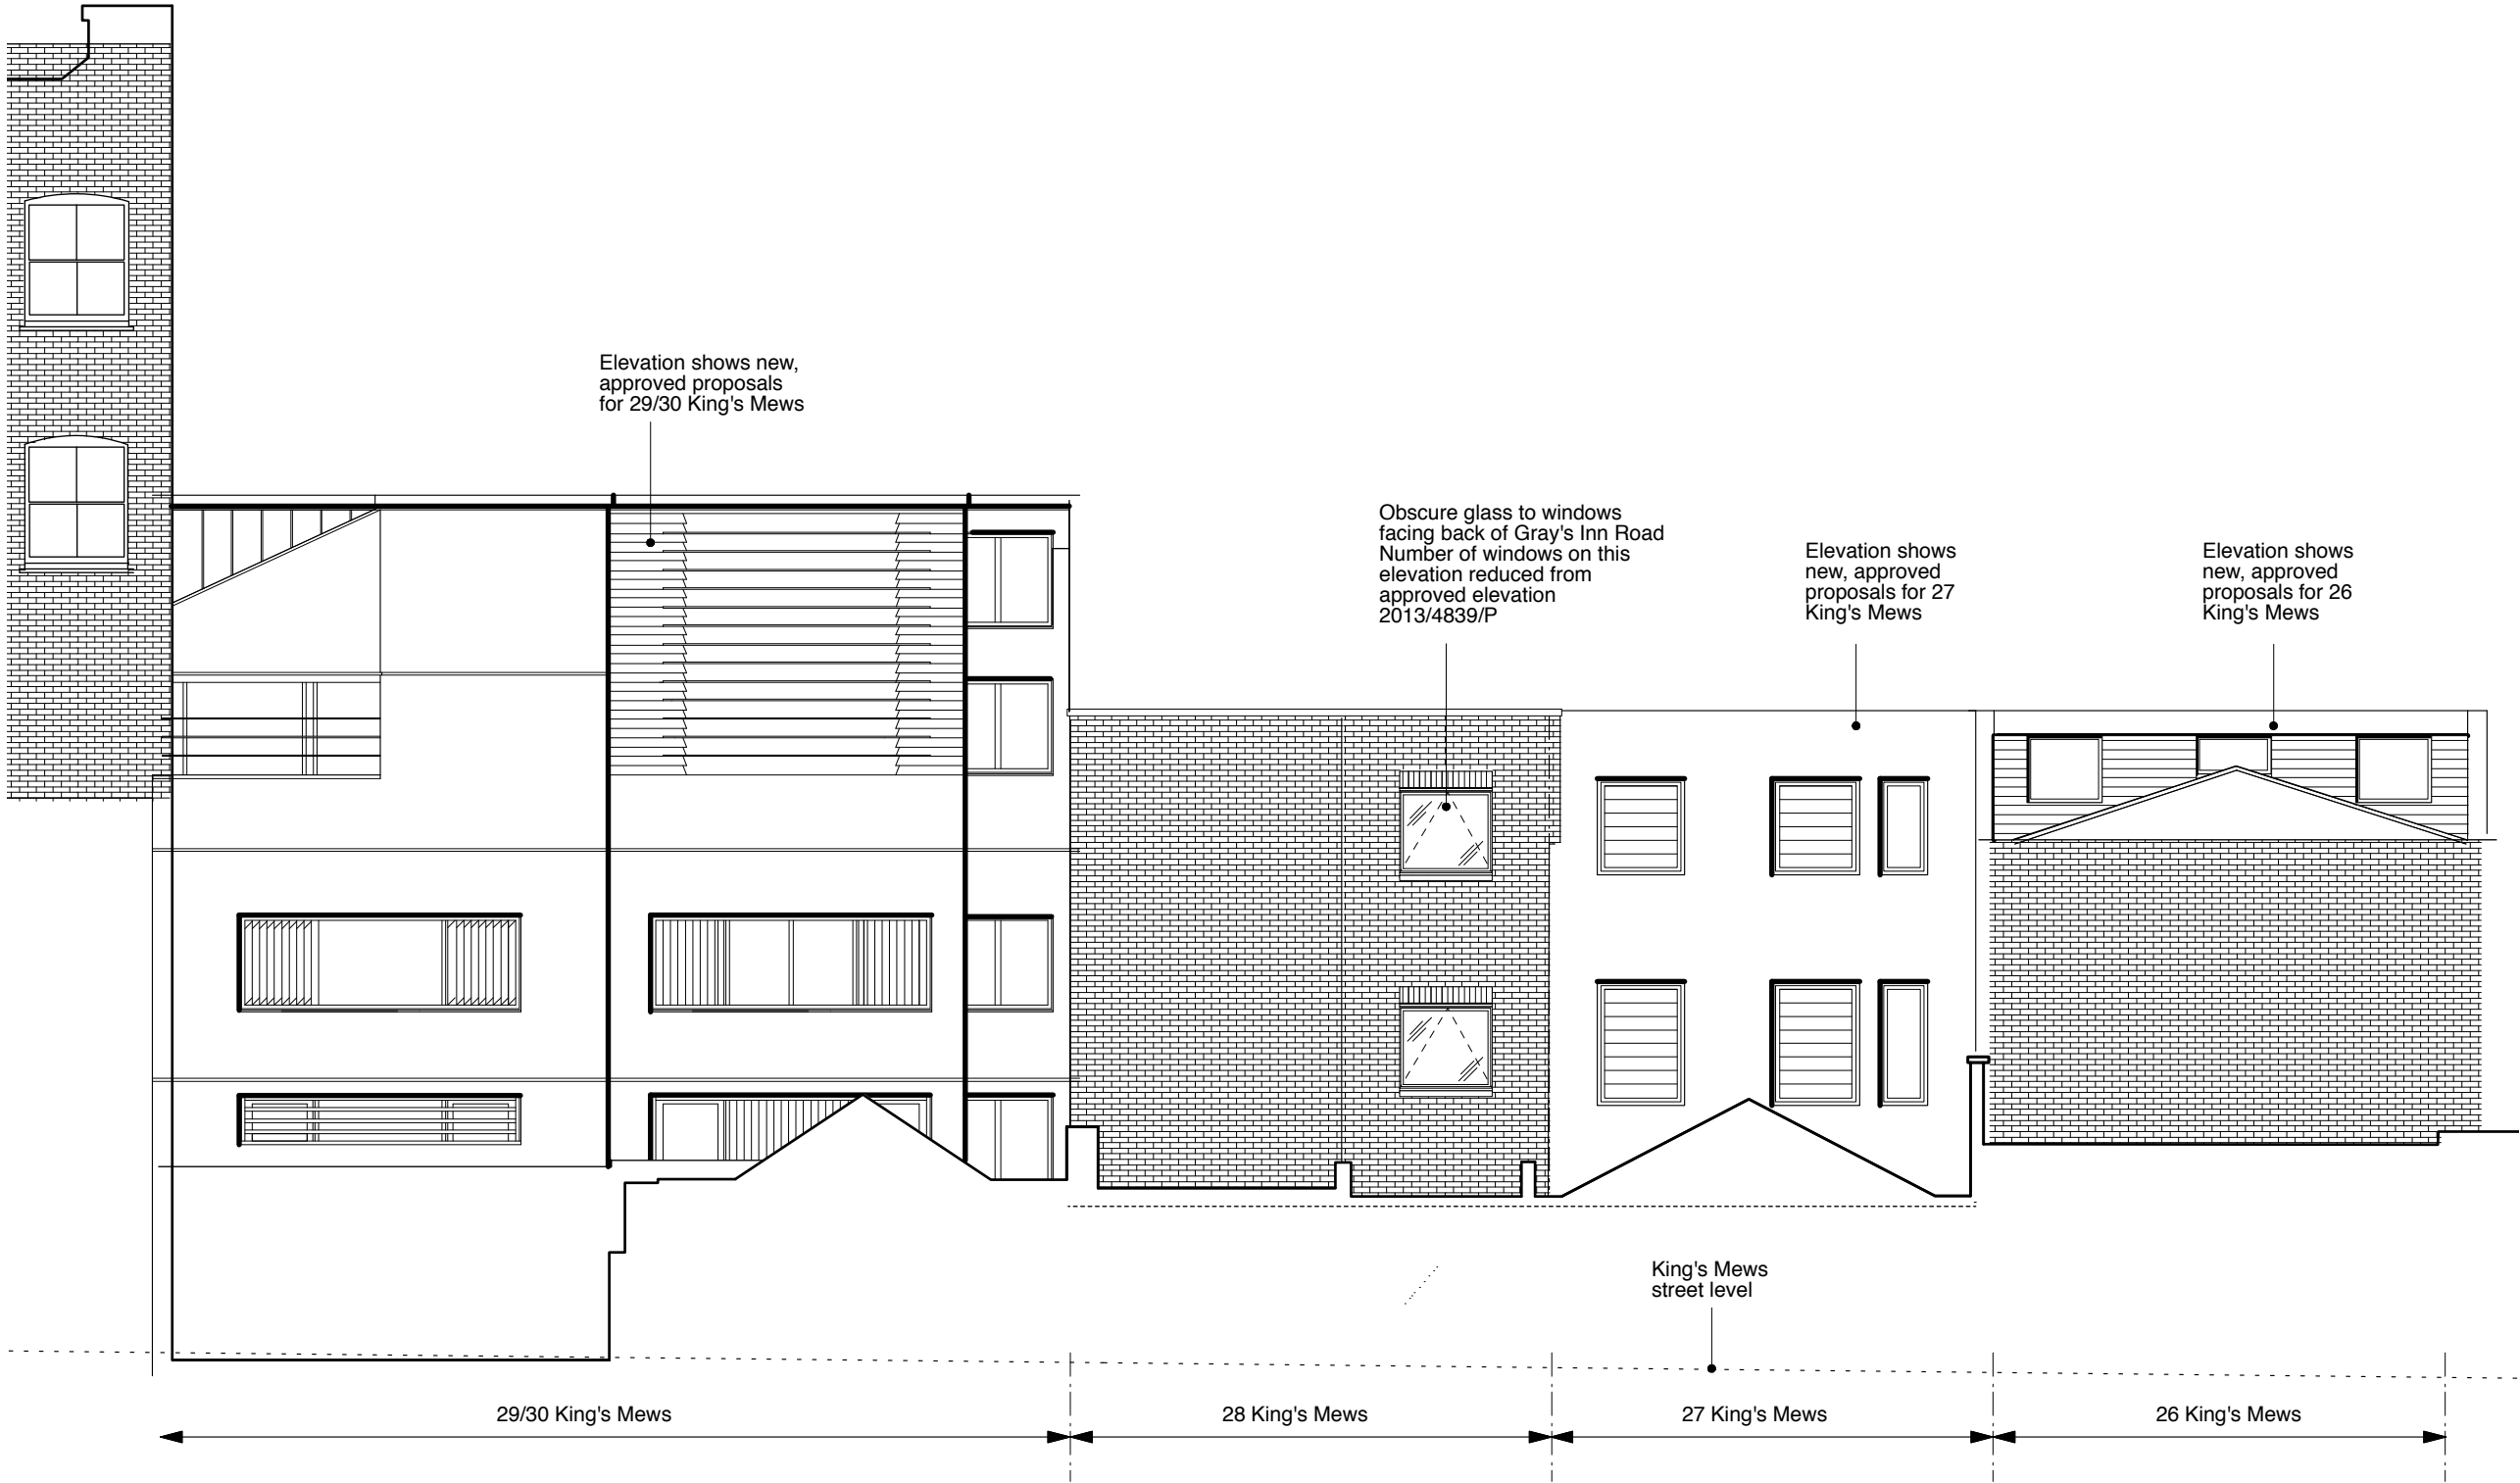 Elevation shows new,
approved proposals
for 29/30 King's Mews
Obscure glass to windows
facing back of Gray's Inn Road
Number of windows on this
elevation reduced from
approved elevation
2013/4839/P
Elevation shows
new, approved
proposals for 27
King's Mews
Elevation shows
new, approved
proposals for 26
King's Mews
King's Mews
street level
29/30 King's Mews
28 King's Mews
27 King's Mews
26 King's Mews